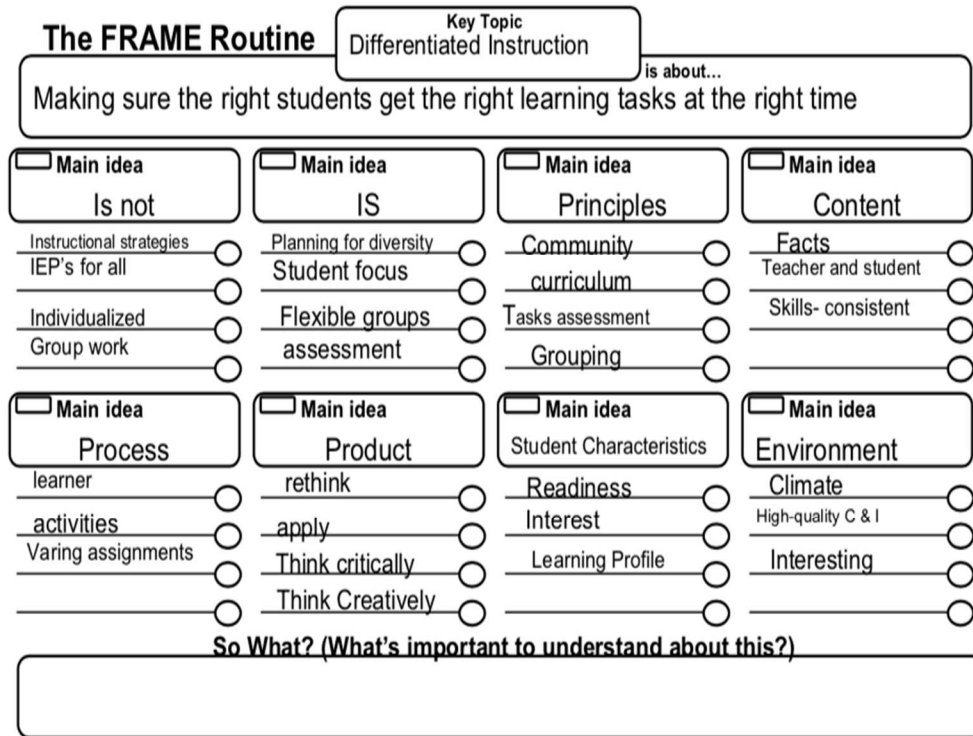 The FRAME Routine
Key Topic
Differentiated Instruction
is about...
Making sure the right students get the right learning tasks at the right time
Main idea
Is not
Instructional strategies
IEP's for all
Individualized
Group work
Main idea
IS
Planning for diversity
Student focus
Flexible groups
assessment
Main idea
Principles
Community
curriculum
Tasks assessment
Grouping
Main idea
Content
Facts
Teacher and student
Skills- consistent
Main idea
Process
learner
activities
Varing assignments
Main idea
Product
rethink
apply
Think critically
Think Creatively
Main idea
Student Characteristics
Readiness
Interest
Learning Profile
Main idea
Environment
Climate
High-quality C & I
Interesting
So What? (What's important to understand about this?)